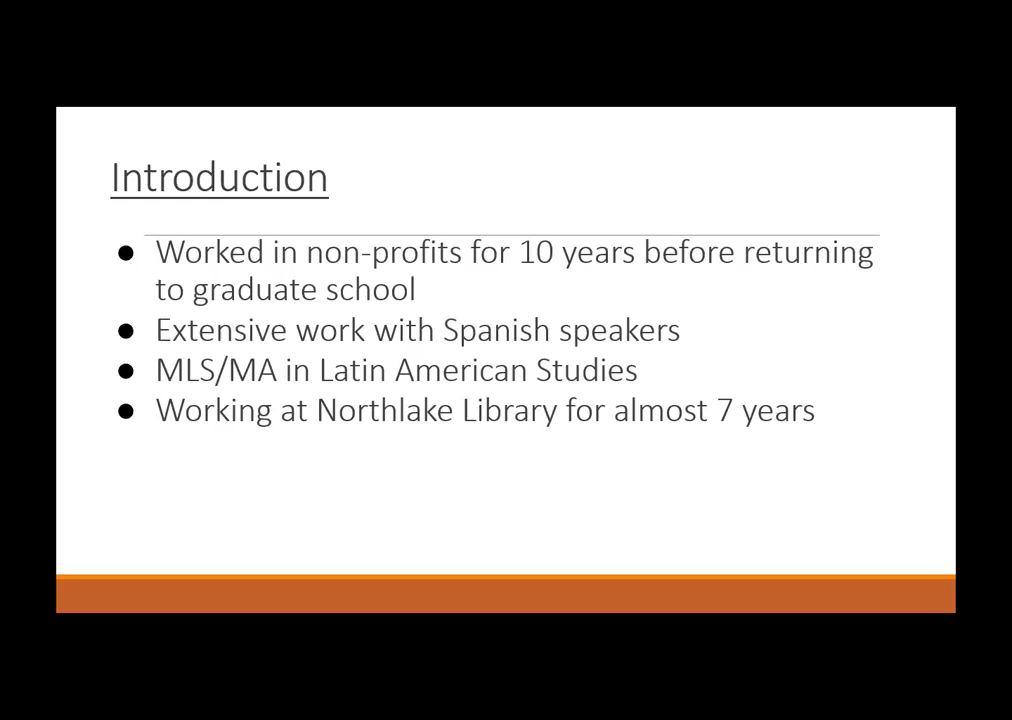 Introduction
● Worked in non-profits for 10 years before returning
to graduate school
● Extensive work with Spanish speakers
● MLS/MA in Latin American Studies
● Working at Northlake Library for almost 7 years